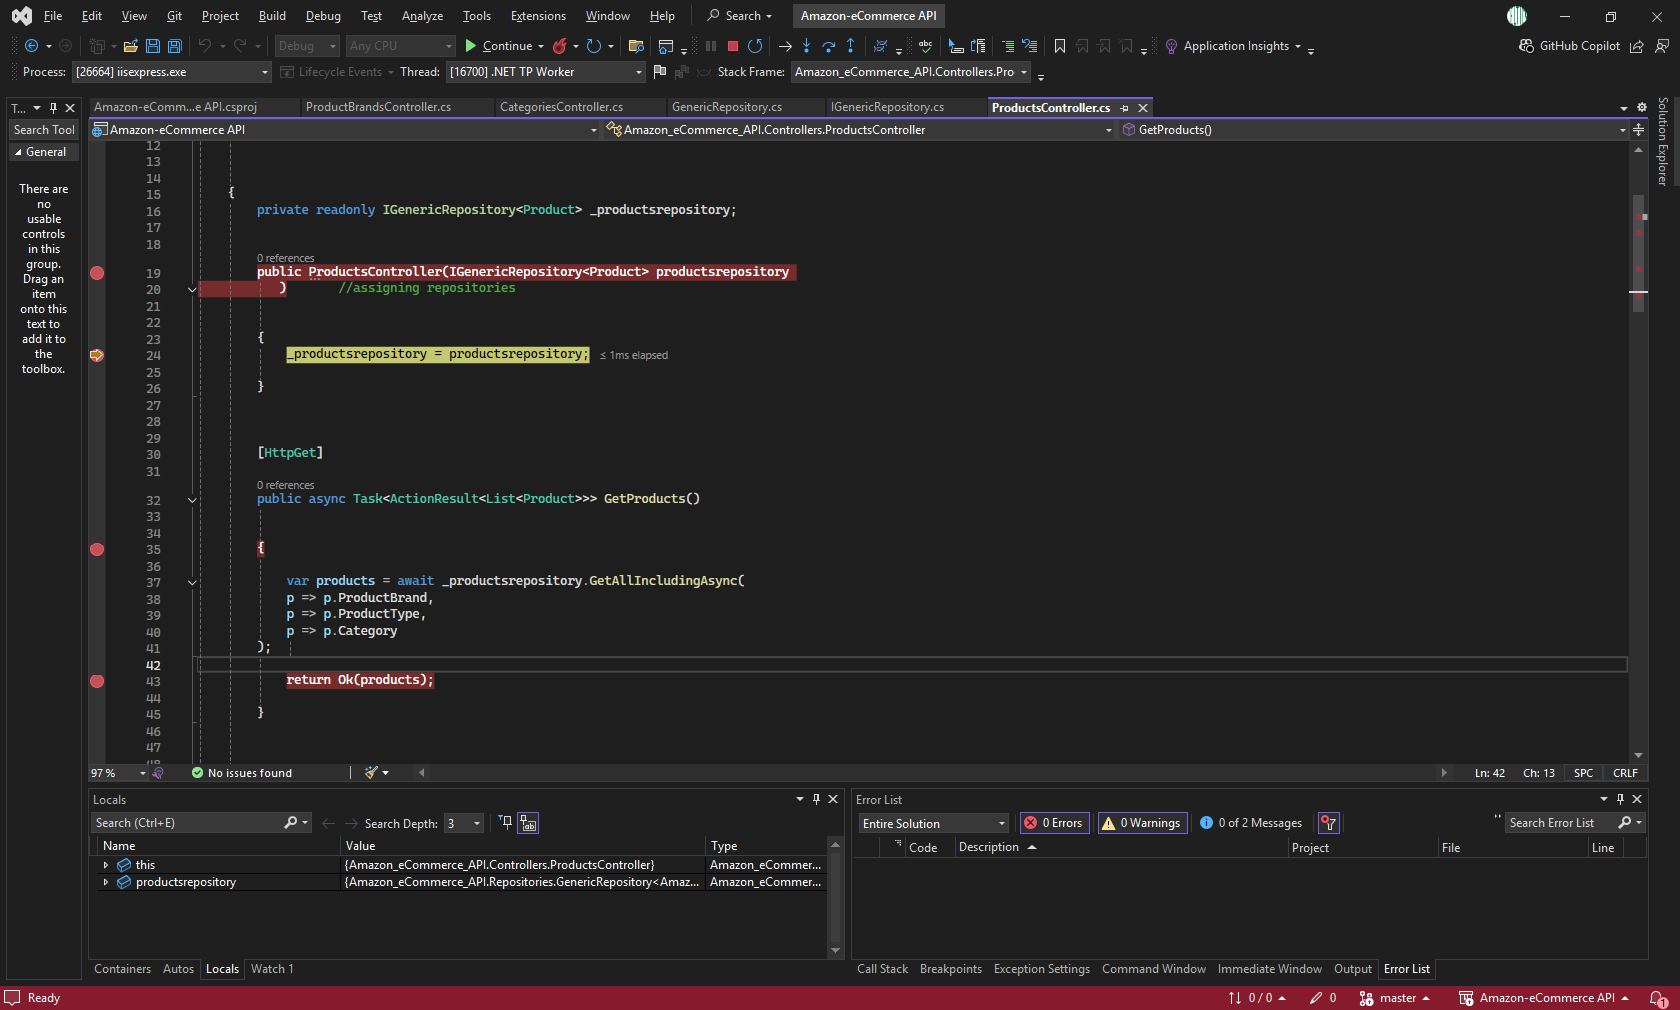 File Edit View Git Project Build Debug Test Analyze Tools Extensions Window Help Search Amazon-eCommerce API
Debug Any CPU Continue Application Insights GitHub Copilot
Process: [26664] iisexpress.exe Lifecycle Events Thread: [16700] .NET TP Worker Stack Frame: Amazon_eCommerce_API.Controllers.Pro
T...
Search Tool
General
There are
no
usable
controls
in this
group.
Drag an
item
onto this
text to
add it to
the
toolbox.
Amazon-eComm...e API.csproj ProductBrandsController.cs CategoriesController.cs GenericRepository.cs IGenericRepository.cs ProductsController.cs
Amazon-eCommerce API Amazon_eCommerce_API.Controllers.ProductsController GetProducts()
12
13
14
15 {
16 private readonly IGenericRepository<Product> _productsrepository;
17
18
0 references
19 public ProductsController(IGenericRepository<Product> productsrepository
20 ) //assigning repositories
21
22
23 {
24 _productsrepository = productsrepository; ≤ 1ms elapsed
25
26 }
27
28
29
30 [HttpGet]
31
0 references
32 public async Task<ActionResult<List<Product>>> GetProducts()
33
34
35 {
36
37 var products = await _productsrepository.GetAllIncludingAsync(
38 p => p.ProductBrand,
39 p => p.ProductType,
40 p => p.Category
41 );
42
43 return Ok(products);
44
45 }
46
47
48
97 % No issues found Ln: 42 Ch: 13 SPC CRLF
Solution Explorer
Locals
Search (Ctrl+E) Search Depth: 3
Name Value Type
this {Amazon_eCommerce_API.Controllers.ProductsController} Amazon_eCommer...
productsrepository {Amazon_eCommerce_API.Repositories.GenericRepository<Amaz... Amazon_eCommer...
Containers Autos Locals Watch 1
Error List
Entire Solution 0 Errors 0 Warnings 0 of 2 Messages Search Error List
Code Description Project File Line
Call Stack Breakpoints Exception Settings Command Window Immediate Window Output Error List
Ready 0 / 0 0 master Amazon-eCommerce API 1